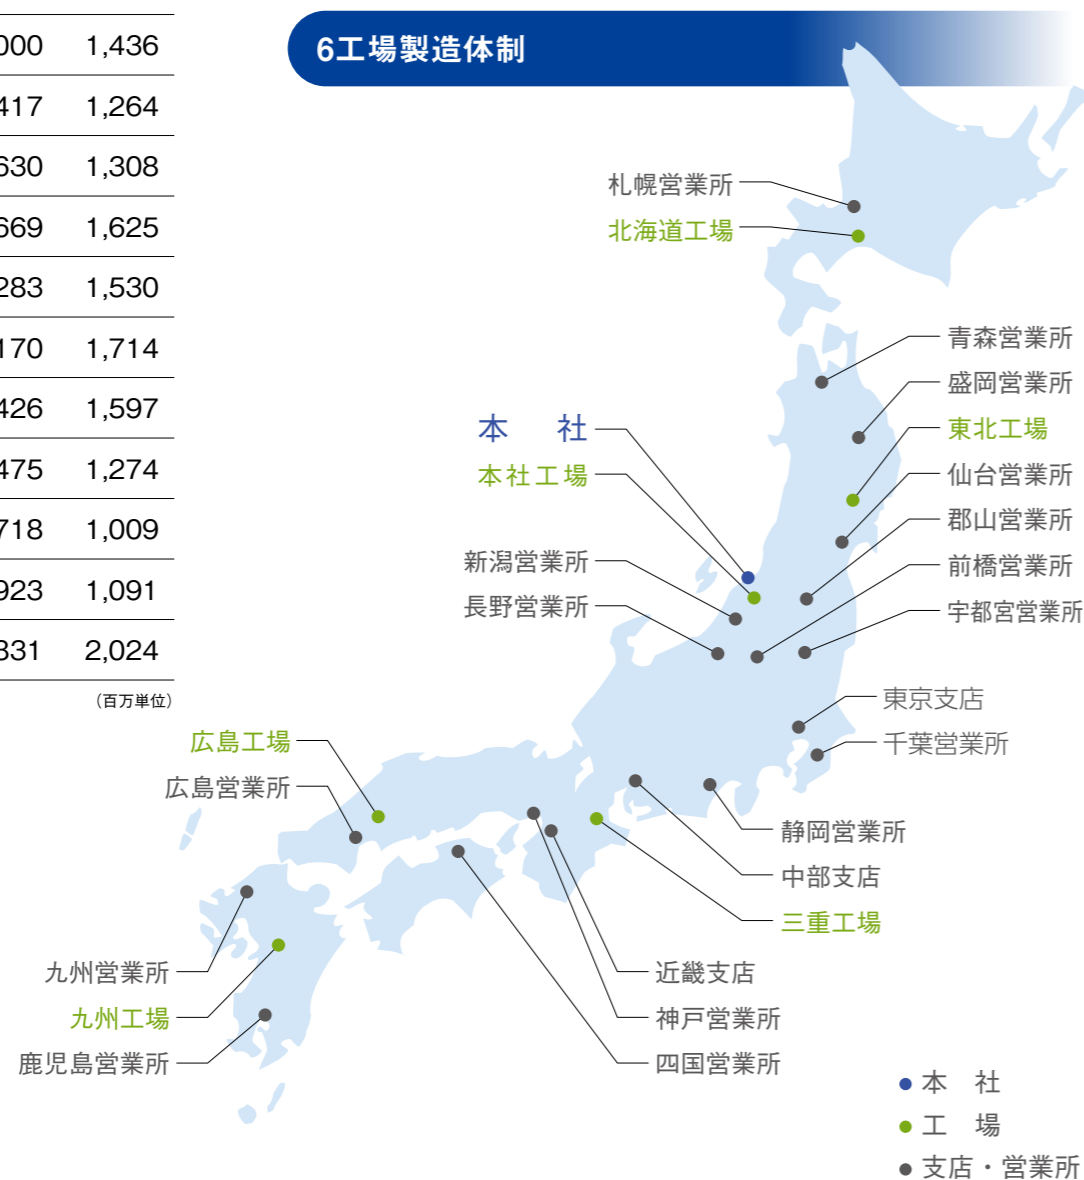 000 1,436
417 1,264
630 1,308
669 1,625
283 1,530
170 1,714
426 1,597
475 1,274
718 1,009
923 1,091
331 2,024
（百万単位）
6工場製造体制
札幌営業所
北海道工場
青森営業所
盛岡営業所
東北工場
仙台営業所
郡山営業所
前橋営業所
宇都宮営業所
本　社
本社工場
新潟営業所
長野営業所
東京支店
千葉営業所
広島工場
広島営業所
静岡営業所
中部支店
三重工場
九州営業所
九州工場
鹿児島営業所
近畿支店
神戸営業所
四国営業所
本　社
工　場
支店・営業所